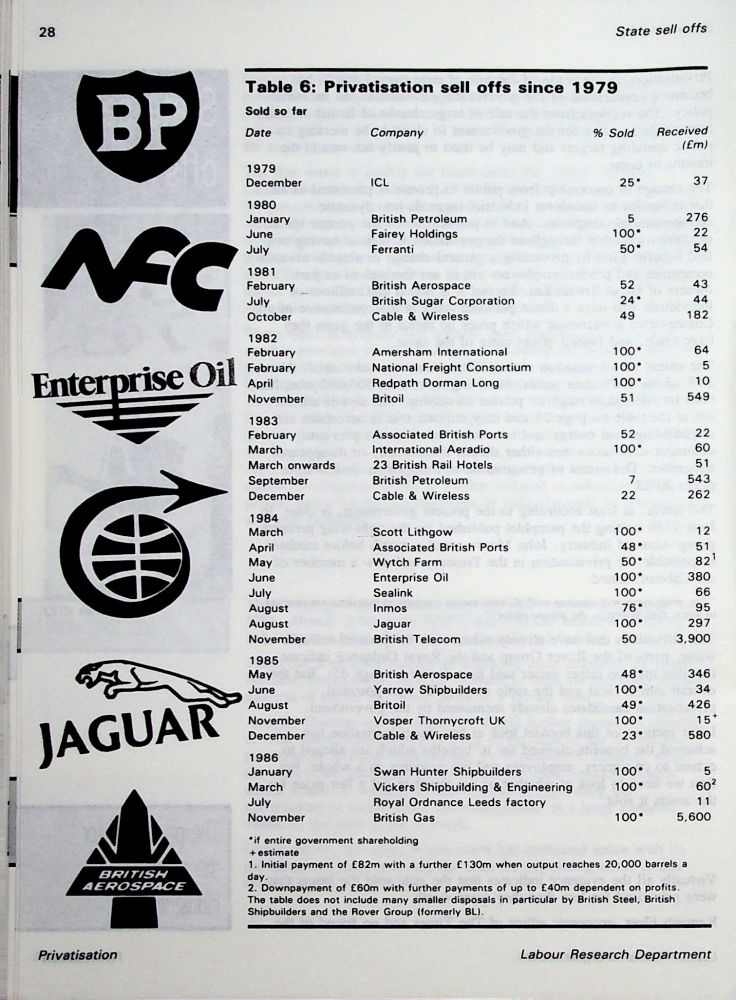 28
State sell offs
BP
NFC
Enterprise Oil
JAGUAR
BRITISH
AEROSPACE
Table 6: Privatisation sell offs since 1979
Sold so far
Date Company % Sold Received
(£m)
1979
December ICL 25* 37
1980
January British Petroleum 5 276
June Fairey Holdings 100* 22
July Ferranti 50* 54
1981
February British Aerospace 52 43
July British Sugar Corporation 24* 44
October Cable & Wireless 49 182
1982
February Amersham International 100* 64
February National Freight Consortium 100* 5
April Redpath Dorman Long 100* 10
November Britoil 51 549
1983
February Associated British Ports 52 22
March International Aeradio 100* 60
March onwards 23 British Rail Hotels 51
September British Petroleum 7 543
December Cable & Wireless 22 262
1984
March Scott Lithgow 100* 12
April Associated British Ports 48* 51
May Wytch Farm 50* 82¹
June Enterprise Oil 100* 380
July Sealink 100* 66
August Inmos 76* 95
August Jaguar 100* 297
November British Telecom 50 3,900
1985
May British Aerospace 48* 346
June Yarrow Shipbuilders 100* 34
August Britoil 49* 426
November Vosper Thornycroft UK 100* 15⁺
December Cable & Wireless 23* 580
1986
January Swan Hunter Shipbuilders 100* 5
March Vickers Shipbuilding & Engineering 100* 60²
July Royal Ordnance Leeds factory 11
November British Gas 100* 5,600
*if entire government shareholding
+estimate
1. Initial payment of £82m with a further £130m when output reaches 20,000 barrels a
day.
2. Downpayment of £60m with further payments of up to £40m dependent on profits.
The table does not include many smaller disposals in particular by British Steel, British
Shipbuilders and the Rover Group (formerly BL).
Privatisation
Labour Research Department